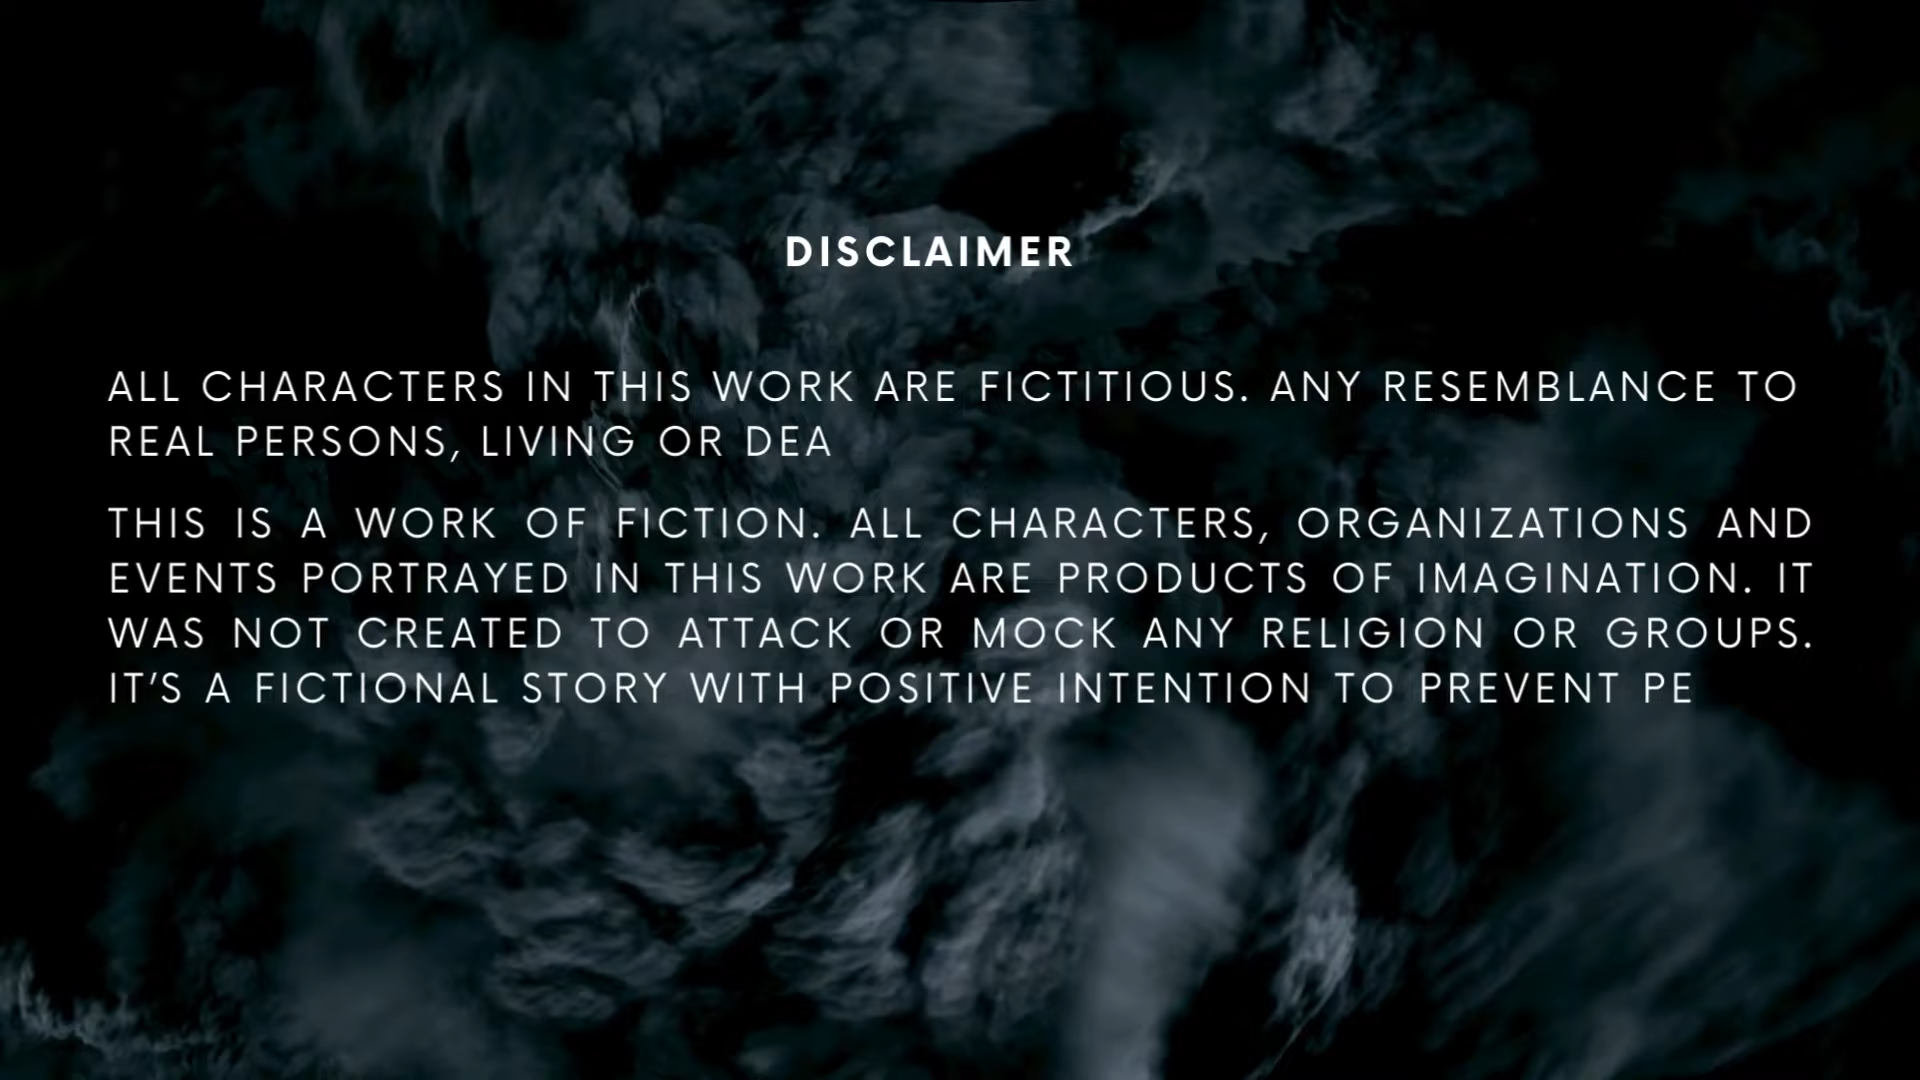 DISCLAIMER
ALL CHARACTERS IN THIS WORK ARE FICTITIOUS. ANY RESEMBLANCE TO
REAL PERSONS, LIVING OR DEA
THIS IS A WORK OF FICTION. ALL CHARACTERS, ORGANIZATIONS AND
EVENTS PORTRAYED IN THIS WORK ARE PRODUCTS OF IMAGINATION. IT
WAS NOT CREATED TO ATTACK OR MOCK ANY RELIGION OR GROUPS.
IT’S A FICTIONAL STORY WITH POSITIVE INTENTION TO PREVENT PE